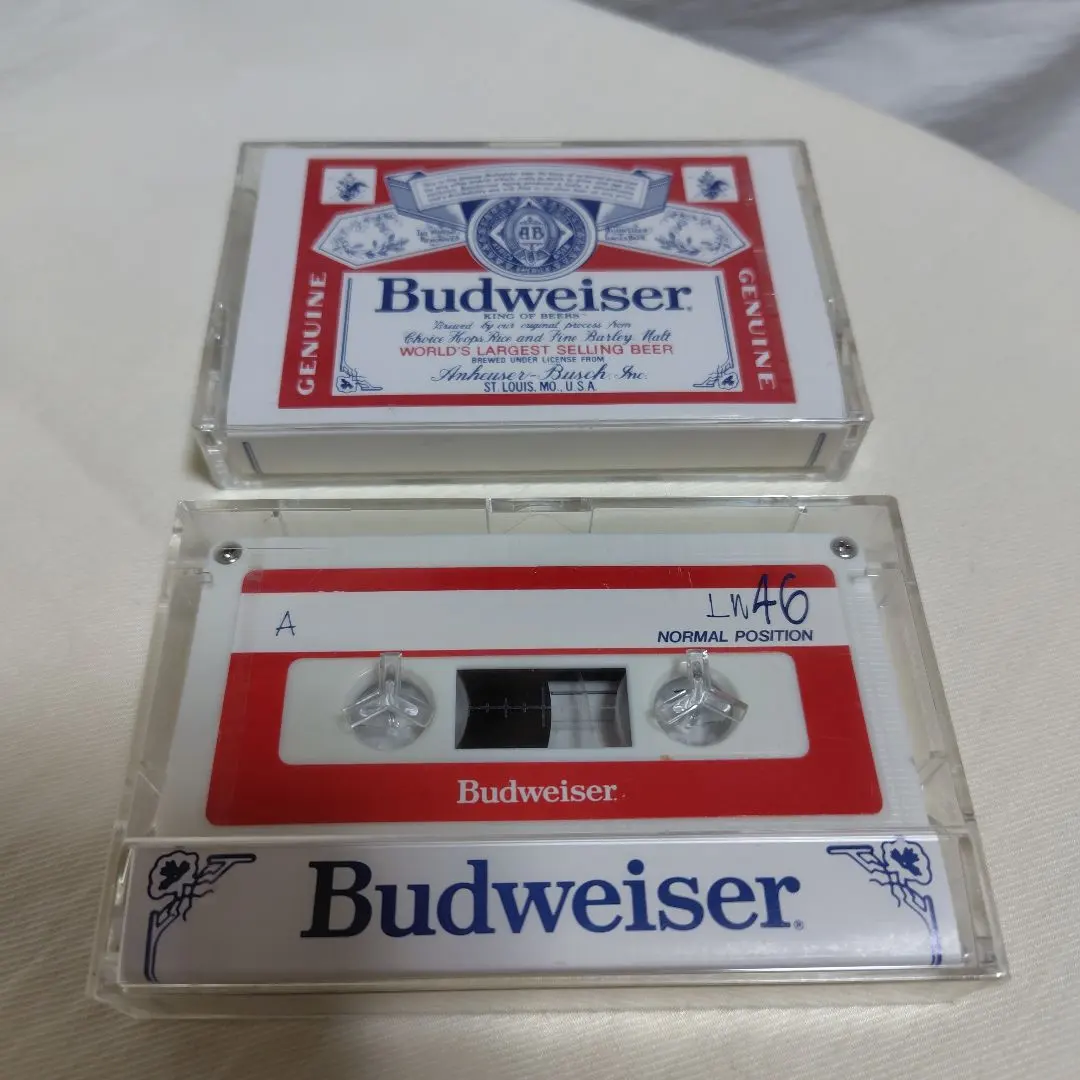 AB
Budweiser®
KING OF BEERS
Brewed by our original process from
Choice Hops, Rice and Fine Barley Malt
WORLD'S LARGEST SELLING BEER
BREWED UNDER LICENSE FROM
Anheuser-Busch, Inc.
ST. LOUIS, MO., U.S.A.
GENUINE
GENUINE
A
LN46
NORMAL POSITION
Budweiser®
Budweiser®